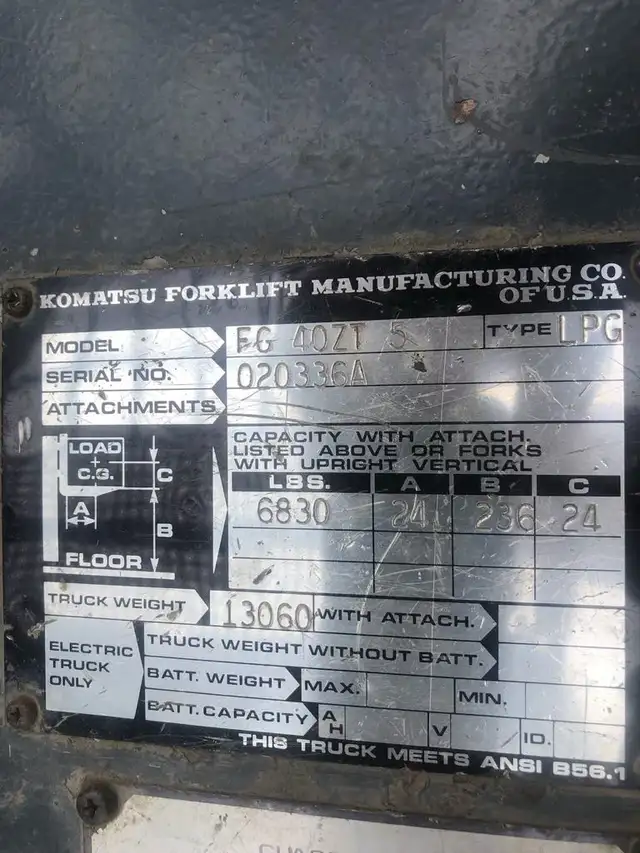 KOMATSU FORKLIFT MANUFACTURING CO.
OF U.S.A.
MODEL FG 40ZT 5 TYPE LPG
SERIAL NO. 020336A
ATTACHMENTS
CAPACITY WITH ATTACH.
LISTED ABOVE OR FORKS
WITH UPRIGHT VERTICAL
LOAD
+
C.G.
C
A
B
FLOOR
LBS. A B C
6830 24 236 24
TRUCK WEIGHT 13060 WITH ATTACH.
ELECTRIC
TRUCK
ONLY
TRUCK WEIGHT WITHOUT BATT.
BATT. WEIGHT MAX. MIN.
BATT. CAPACITY A
H V ID.
THIS TRUCK MEETS ANSI B56.1